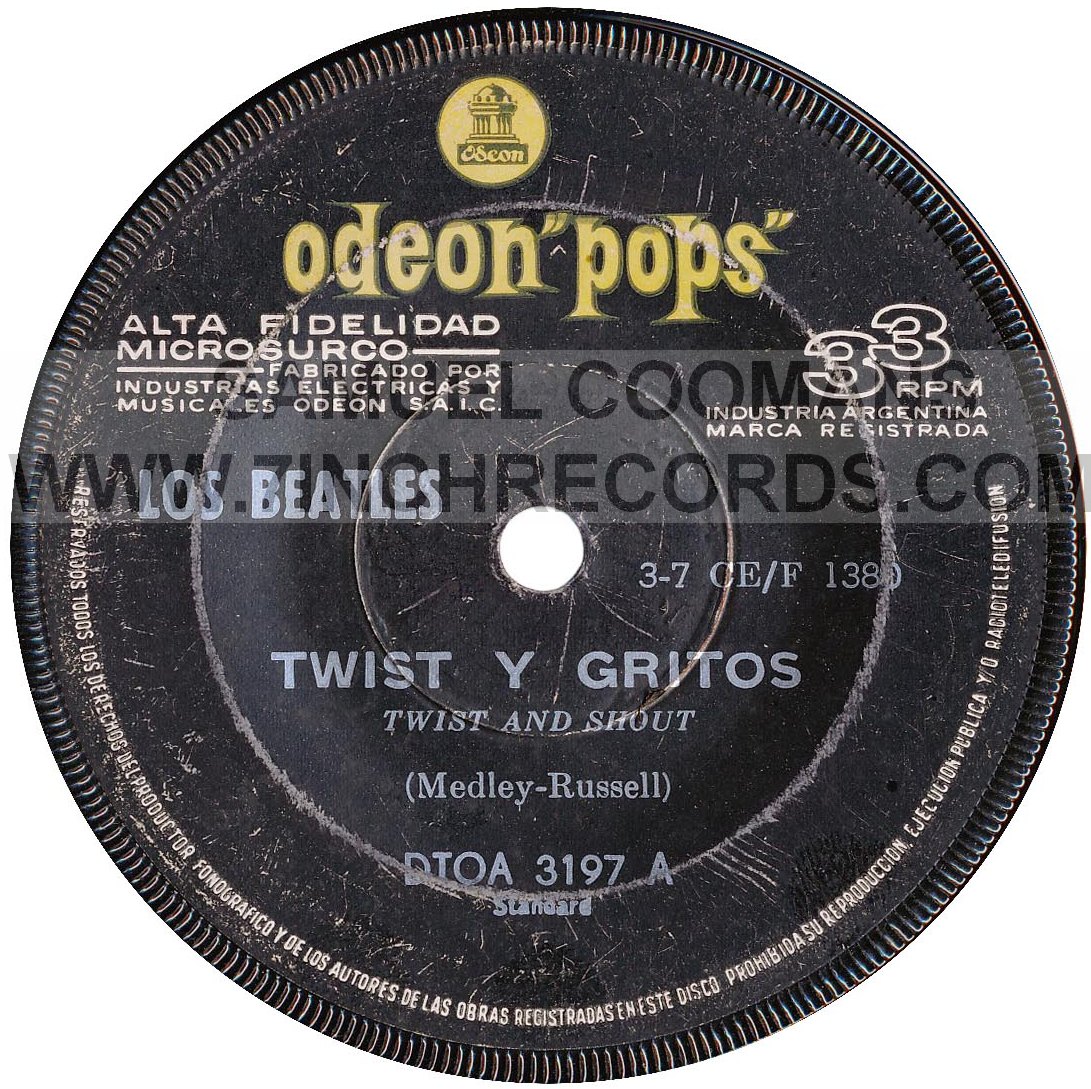 Odeon
odeon "pops"
ALTA FIDELIDAD
MICROSURCO
FABRICADO POR
INDUSTRIAS ELECTRICAS Y
MUSICALES ODEON S.A.I.C.
33
RPM
INDUSTRIA ARGENTINA
MARCA REGISTRADA
SAMUEL COOMANS
WWW.7INCHRECORDS.COM
LOS BEATLES
3-7 CE/F 1380
TWIST Y GRITOS
TWIST AND SHOUT
(Medley-Russell)
DTOA 3197 A
Standard
RESERVADOS TODOS LOS DERECHOS DEL PRODUCTOR FONOGRAFICO Y DE LOS AUTORES DE LAS OBRAS REGISTRADAS EN ESTE DISCO. PROHIBIDA SU REPRODUCCION, EJECUCION PUBLICA Y/O RADIOTELEDIFUSION